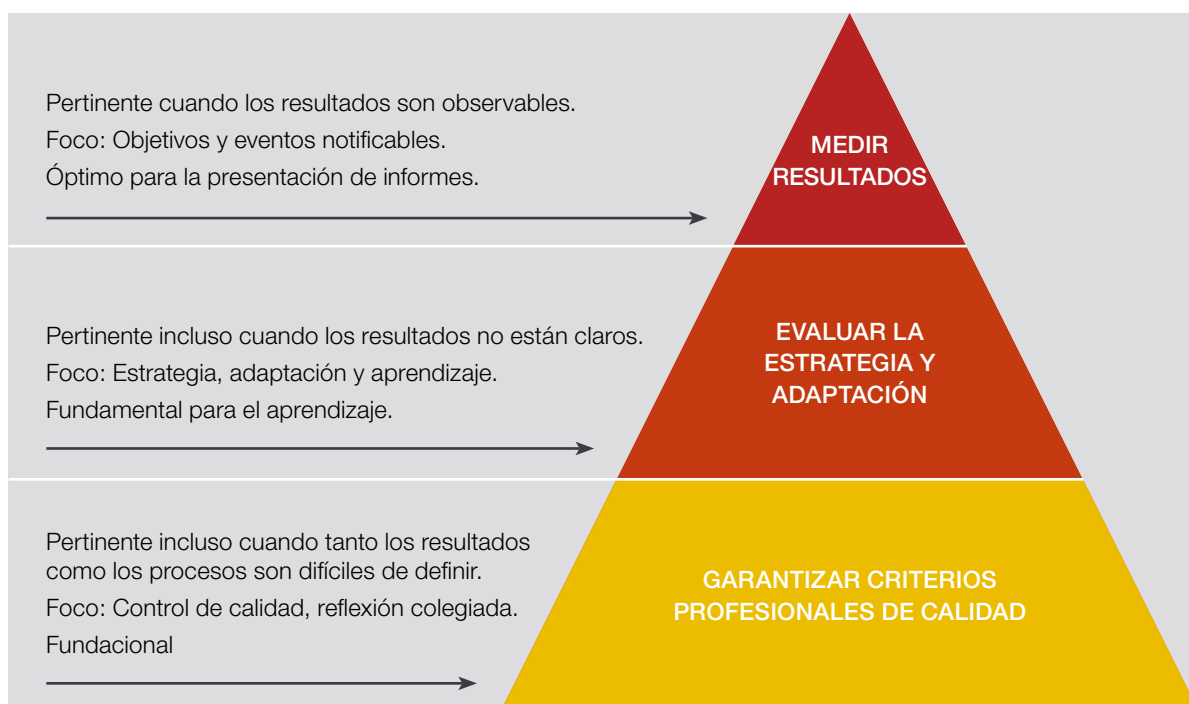 Pertinente cuando los resultados son observables.
Foco: Objetivos y eventos notificables.
Óptimo para la presentación de informes.
MEDIR
RESULTADOS
Pertinente incluso cuando los resultados no están claros.
Foco: Estrategia, adaptación y aprendizaje.
Fundamental para el aprendizaje.
EVALUAR LA
ESTRATEGIA Y
ADAPTACIÓN
Pertinente incluso cuando tanto los resultados
como los procesos son difíciles de definir.
Foco: Control de calidad, reflexión colegiada.
Fundacional
GARANTIZAR CRITERIOS
PROFESIONALES DE CALIDAD